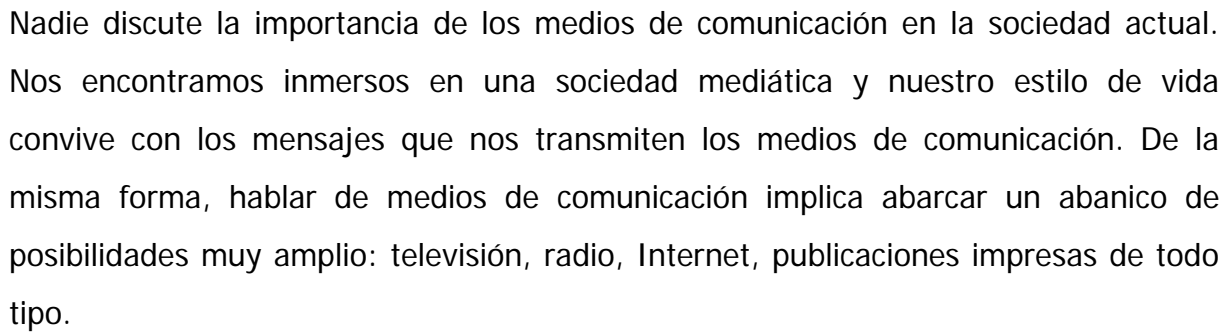 Nadie discute la importancia de los medios de comunicación en la sociedad actual.
Nos encontramos inmersos en una sociedad mediática y nuestro estilo de vida
convive con los mensajes que nos transmiten los medios de comunicación. De la
misma forma, hablar de medios de comunicación implica abarcar un abanico de
posibilidades muy amplio: televisión, radio, Internet, publicaciones impresas de todo
tipo.